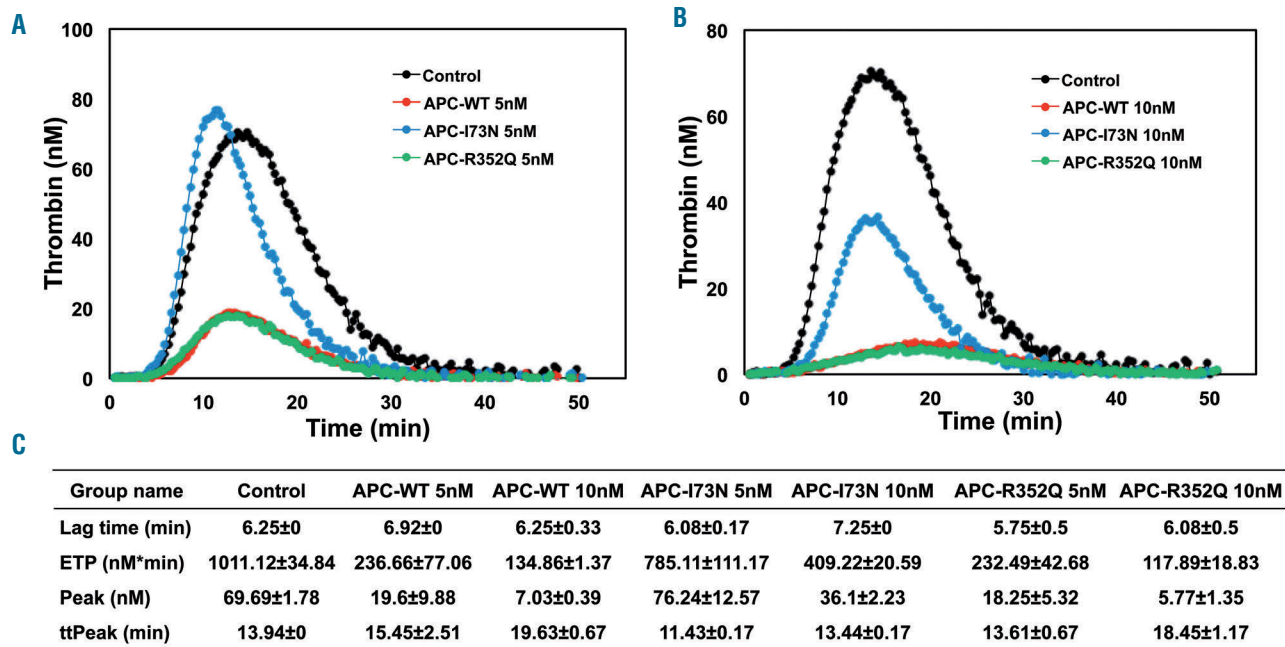 A
100
80
60
40
20
0
Thrombin (nM)
Control
APC-WT 5nM
APC-I73N 5nM
APC-R352Q 5nM
0 10 20 30 40 50
Time (min)
B
80
60
40
20
0
Thrombin (nM)
Control
APC-WT 10nM
APC-I73N 10nM
APC-R352Q 10nM
0 10 20 30 40 50
Time (min)
C
Group name Control APC-WT 5nM APC-WT 10nM APC-I73N 5nM APC-I73N 10nM APC-R352Q 5nM APC-R352Q 10nM
Lag time (min) 6.25±0 6.92±0 6.25±0.33 6.08±0.17 7.25±0 5.75±0.5 6.08±0.5
ETP (nM*min) 1011.12±34.84 236.66±77.06 134.86±1.37 785.11±111.17 409.22±20.59 232.49±42.68 117.89±18.83
Peak (nM) 69.69±1.78 19.6±9.88 7.03±0.39 76.24±12.57 36.1±2.23 18.25±5.32 5.77±1.35
ttPeak (min) 13.94±0 15.45±2.51 19.63±0.67 11.43±0.17 13.44±0.17 13.61±0.67 18.45±1.17